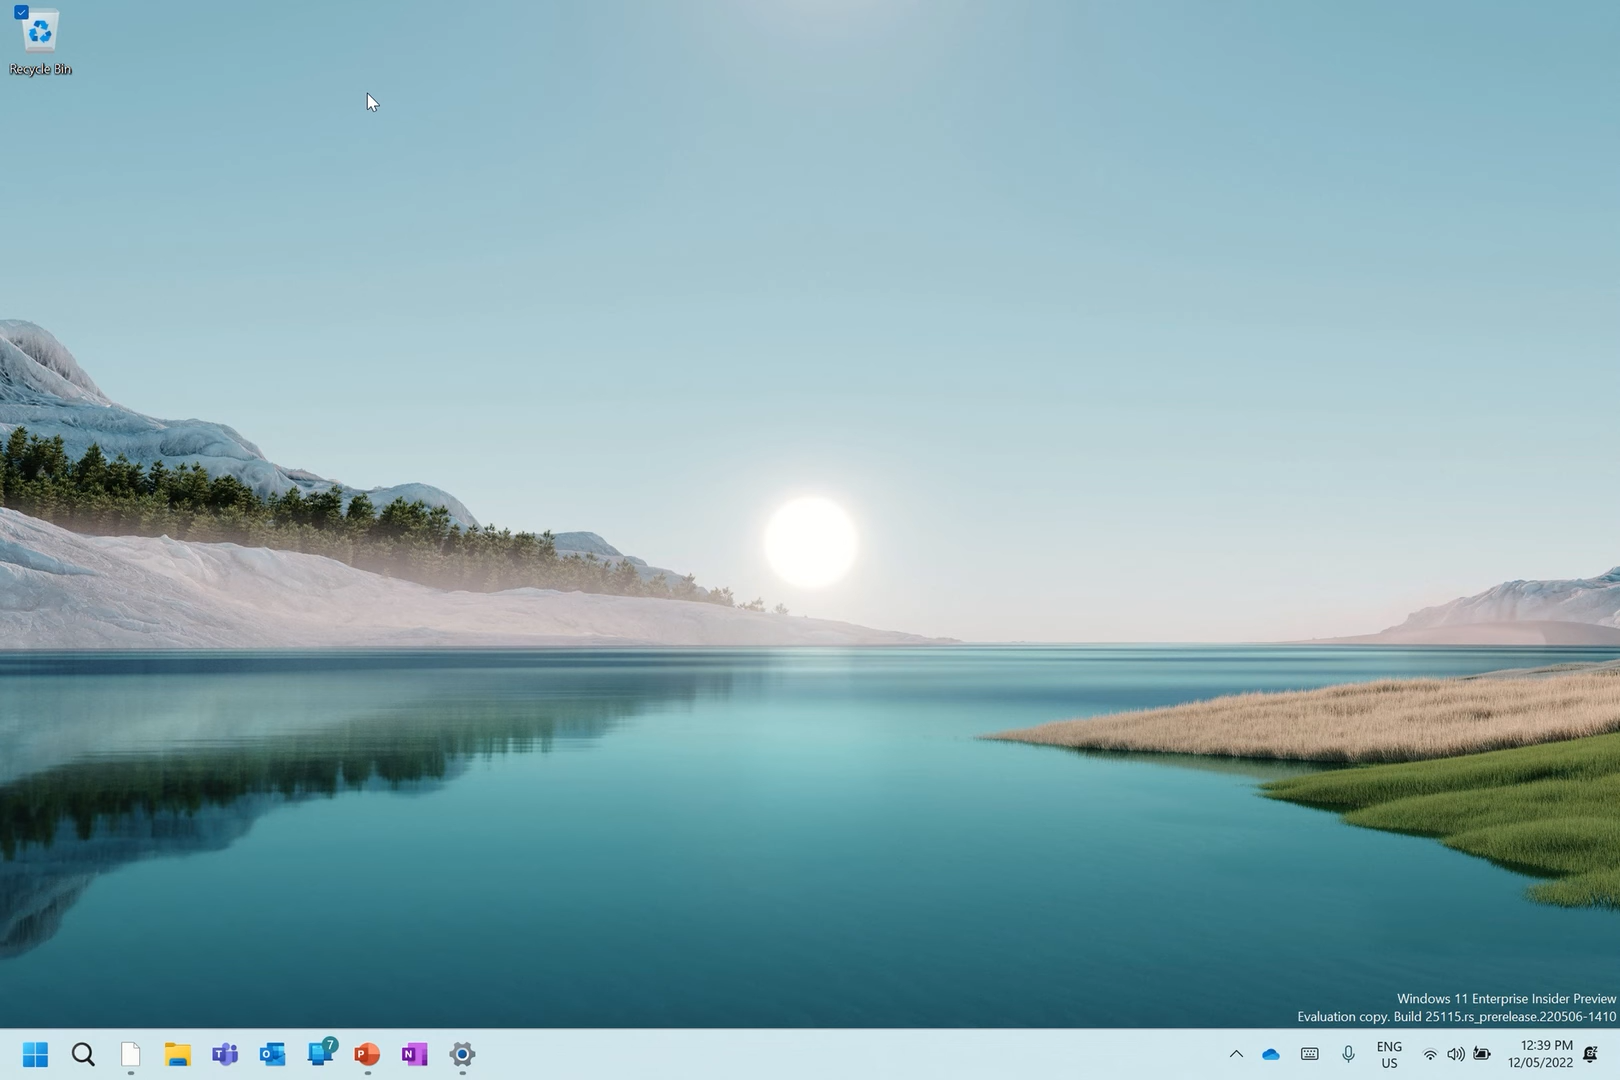 Recycle Bin
Windows 11 Enterprise Insider Preview
Evaluation copy. Build 25115.rs_prerelease.220506-1410
T
O
7
P
N
ENG
US
12:39 PM
12/05/2022